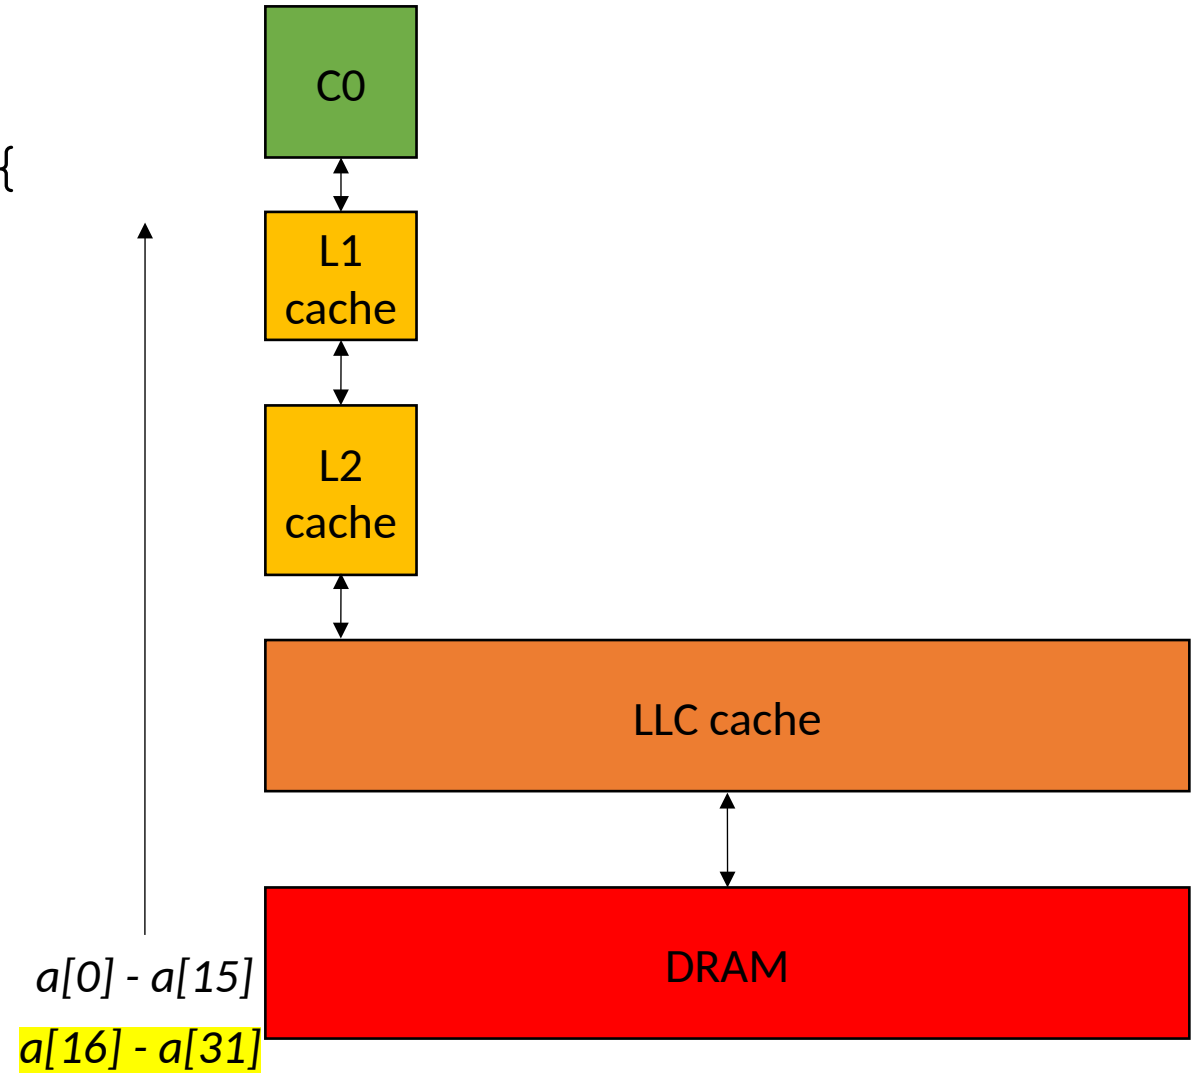 C0
{
L1
cache
L2
cache
LLC cache
DRAM
a[0] - a[15]
a[16] - a[31]